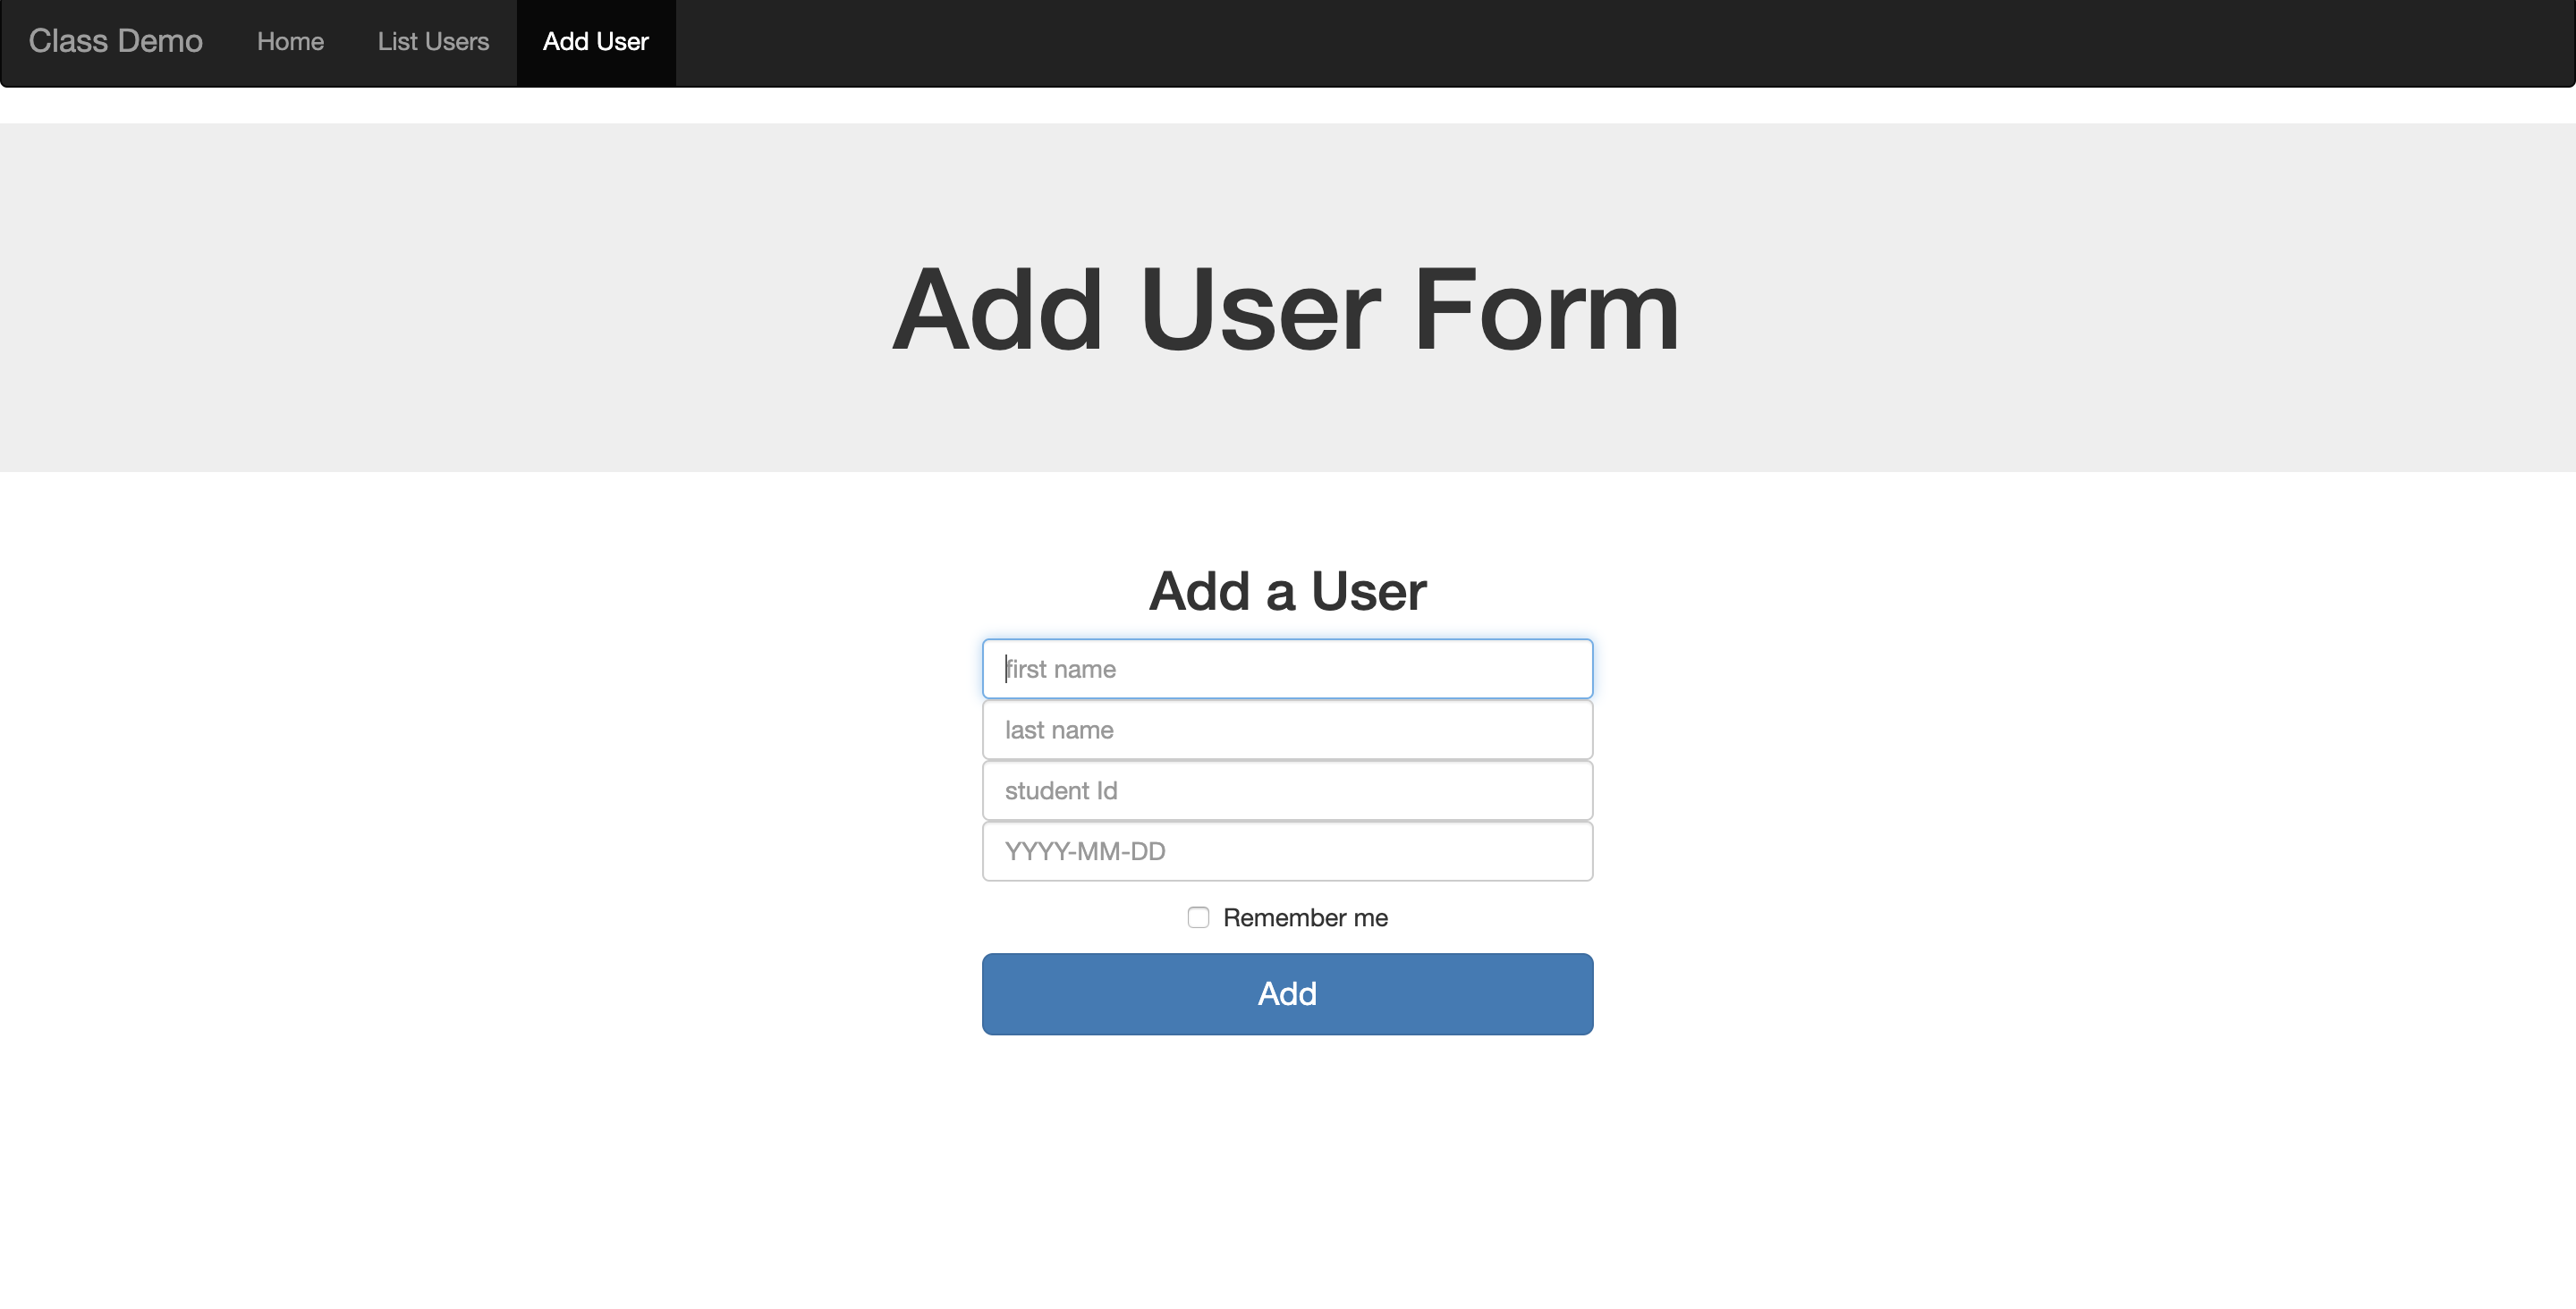 Class Demo Home List Users Add User
Add User Form
Add a User
first name
last name
student Id
YYYY-MM-DD
Remember me
Add